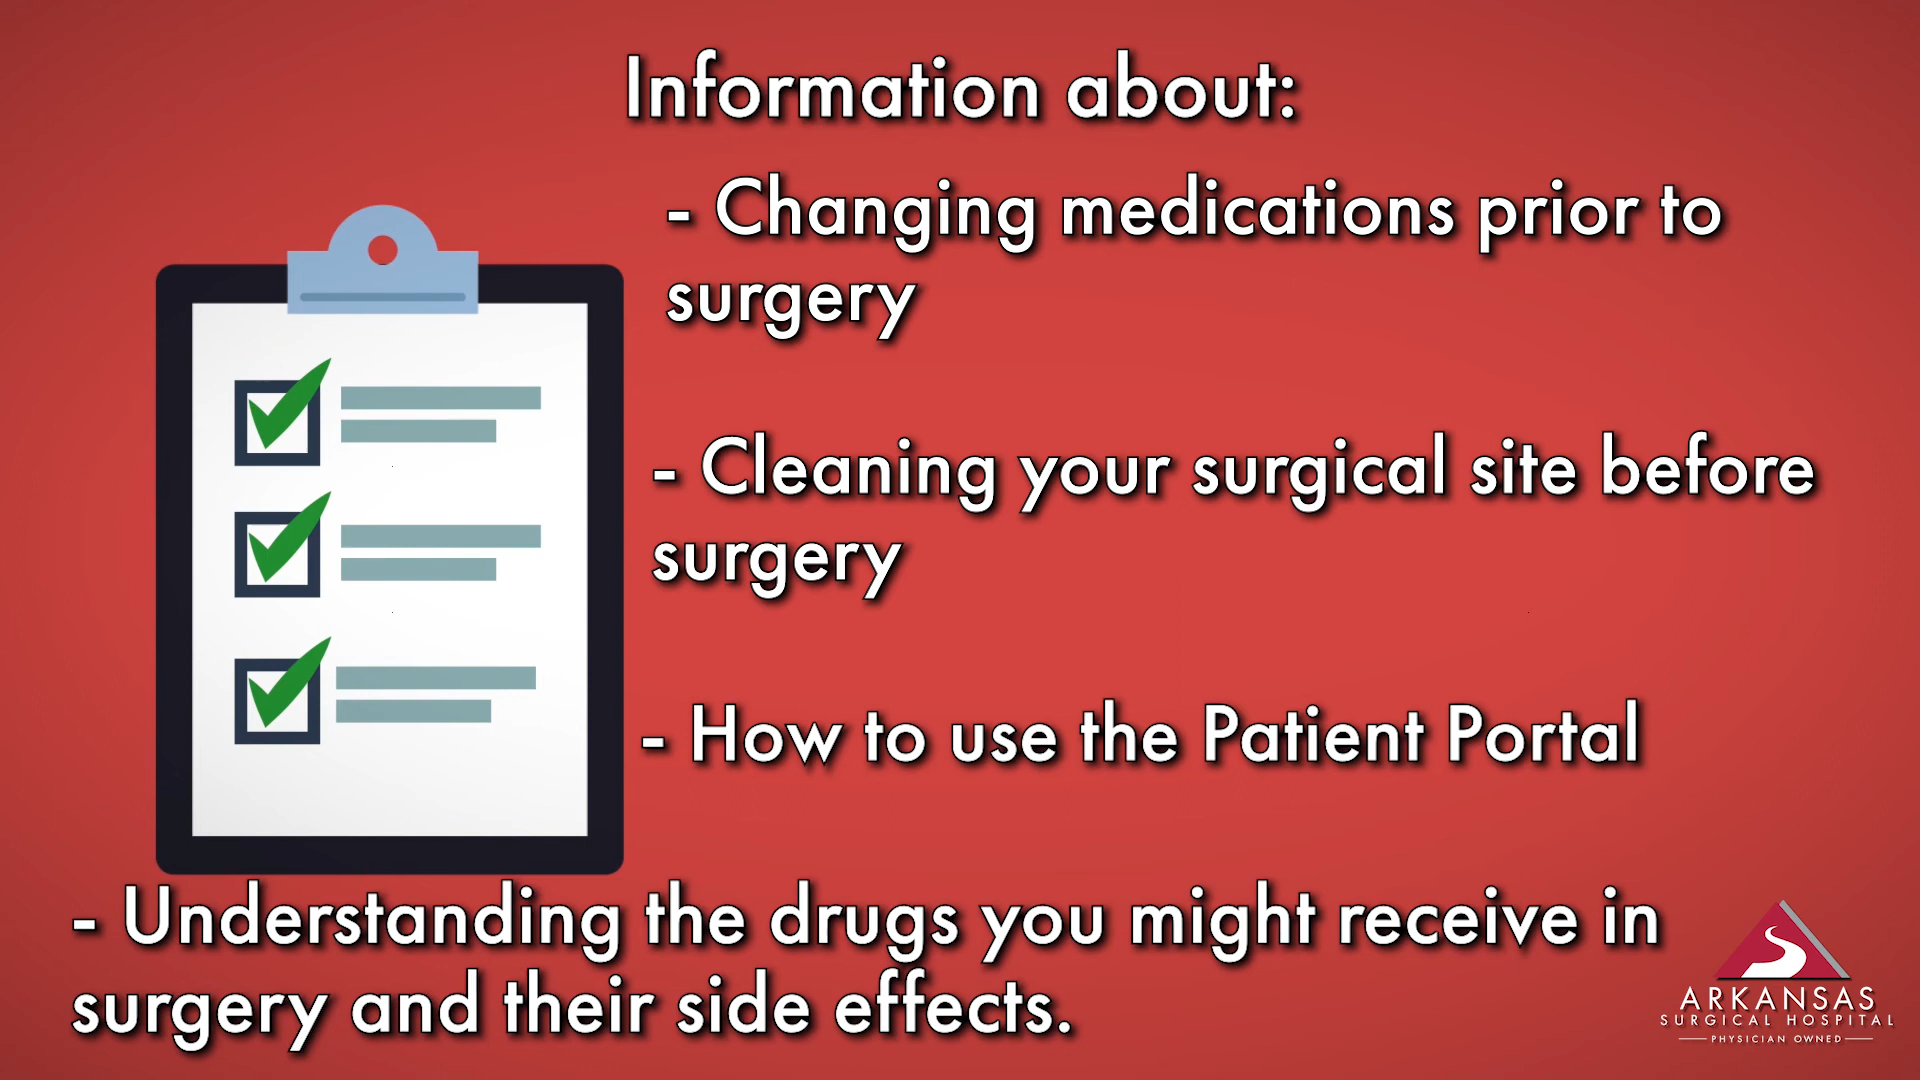 Information about:
- Changing medications prior to
surgery
- Cleaning your surgical site before
surgery
- How to use the Patient Portal
- Understanding the drugs you might receive in
surgery and their side effects.
ARKANSAS
SURGICAL HOSPITAL
PHYSICIAN OWNED